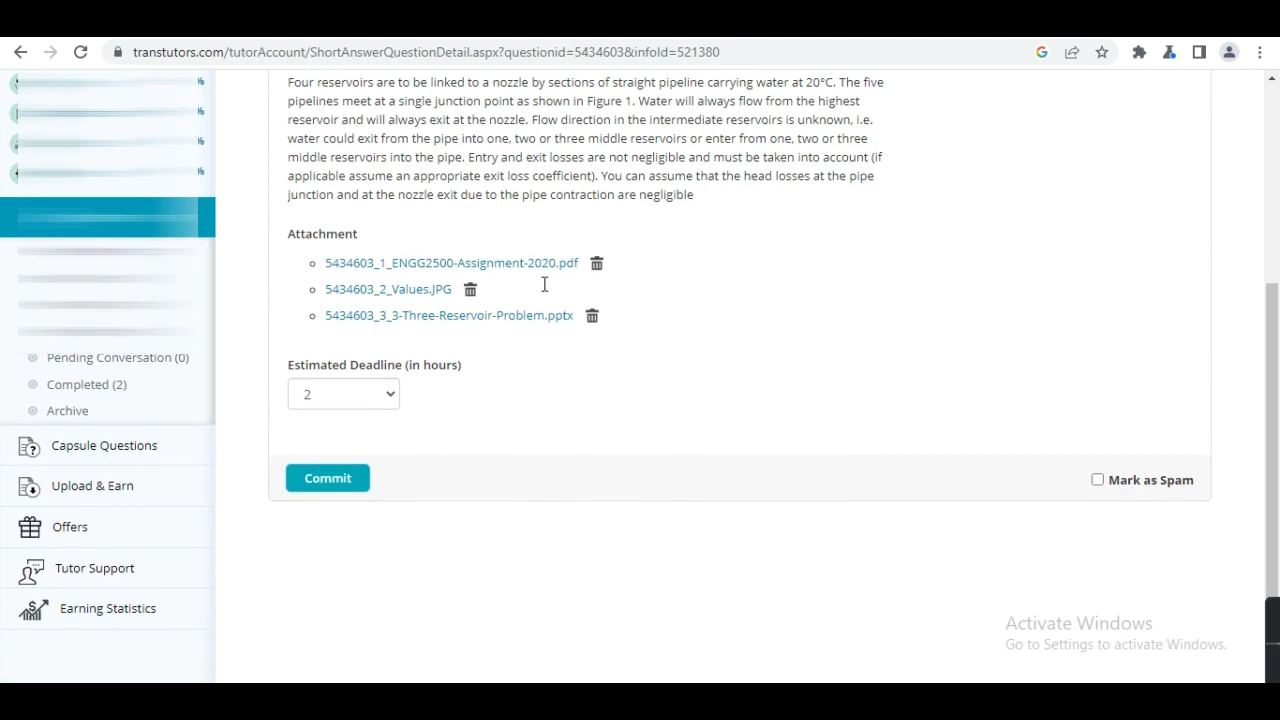 transtutors.com/tutorAccount/ShortAnswerQuestionDetail.aspx?questionid=5434603&infoId=521380
Four reservoirs are to be linked to a nozzle by sections of straight pipeline carrying water at 20°C. The five
pipelines meet at a single junction point as shown in Figure 1. Water will always flow from the highest
reservoir and will always exit at the nozzle. Flow direction in the intermediate reservoirs is unknown, i.e.
water could exit from the pipe into one, two or three middle reservoirs or enter from one, two or three
middle reservoirs into the pipe. Entry and exit losses are not negligible and must be taken into account (if
applicable assume an appropriate exit loss coefficient). You can assume that the head losses at the pipe
junction and at the nozzle exit due to the pipe contraction are negligible
Attachment
5434603_1_ENGG2500-Assignment-2020.pdf
5434603_2_Values.JPG
5434603_3_3-Three-Reservoir-Problem.pptx
Estimated Deadline (in hours)
2
Commit
Mark as Spam
%
%
%
%
Pending Conversation (0)
Completed (2)
Archive
Capsule Questions
Upload & Earn
Offers
Tutor Support
Earning Statistics
Activate Windows
Go to Settings to activate Windows.